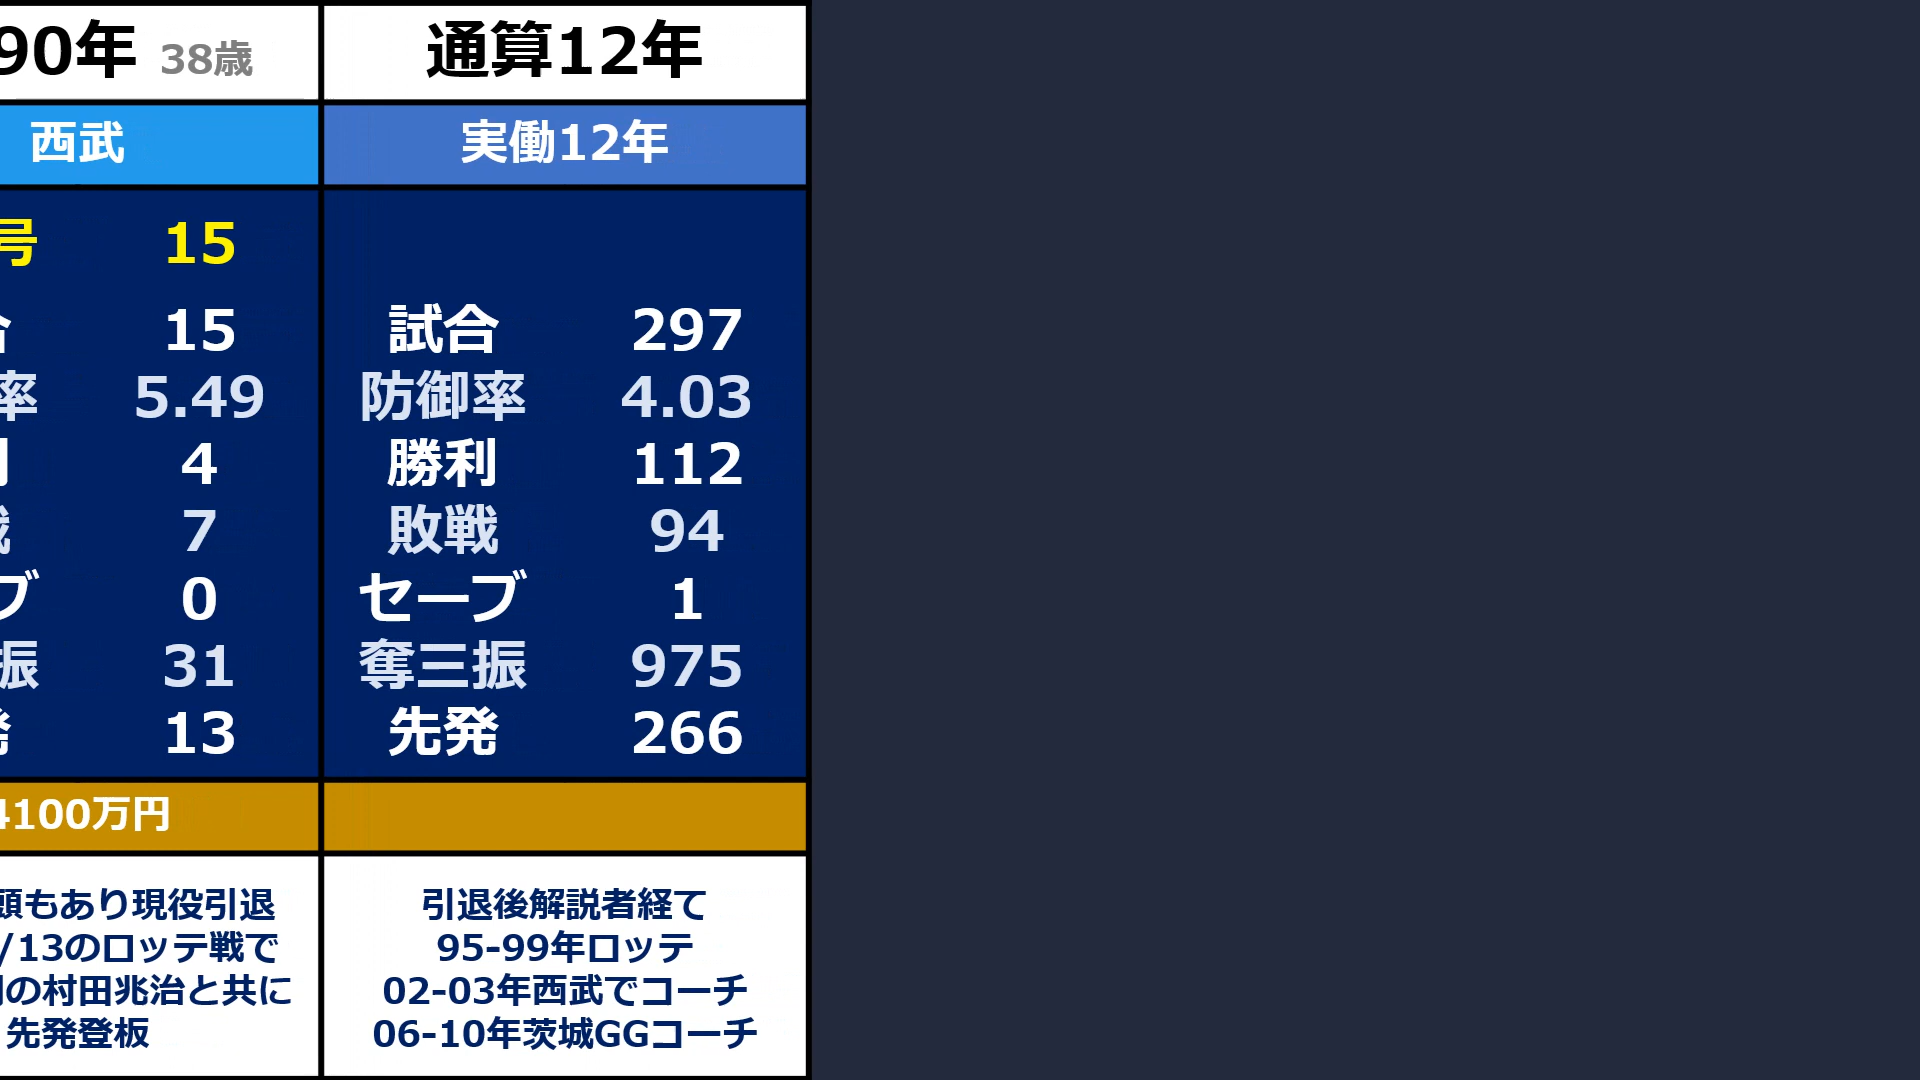 90年 38歳
西武
号 15
合 15
率 5.49
4
7
ブ 0
振 31
発 13
4100万円
頭もあり現役引退
/13のロッテ戦で
の村田兆治と共に
先発登板
通算12年
実働12年
試合 297
防御率 4.03
勝利 112
敗戦 94
セーブ 1
奪三振 975
先発 266
引退後解説者経て
95-99年ロッテ
02-03年西武でコーチ
06-10年茨城GGコーチ